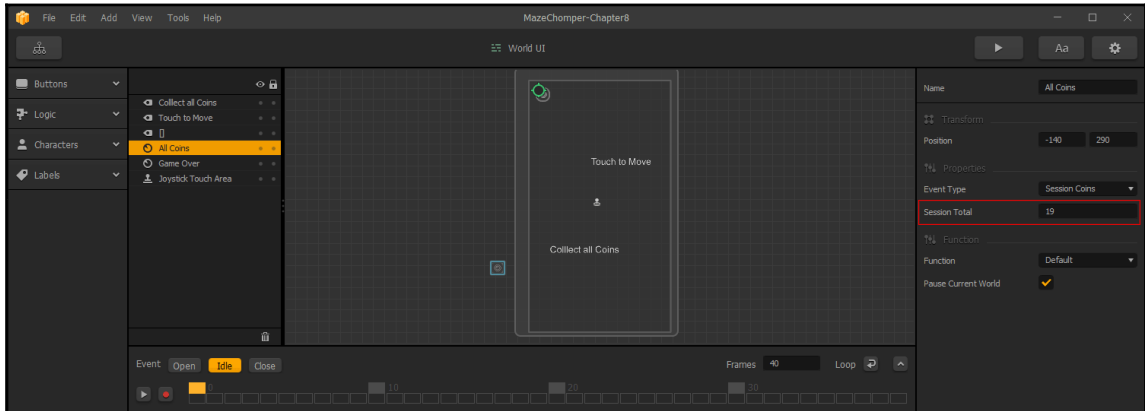 File Edit Add View Tools Help MazeChomper-Chapter8
World UI Aa
Buttons
Logic
Characters
Labels
Colllect all Coins
Touch to Move
[]
All Coins
Game Over
Joystick Touch Area
Touch to Move
Colllect all Coins
Name All Coins
Transform
Position -140 290
Properties
Event Type Session Coins
Session Total 19
Function
Function Default
Pause Current World
Event Open Idle Close Frames 40 Loop
0 10 20 30